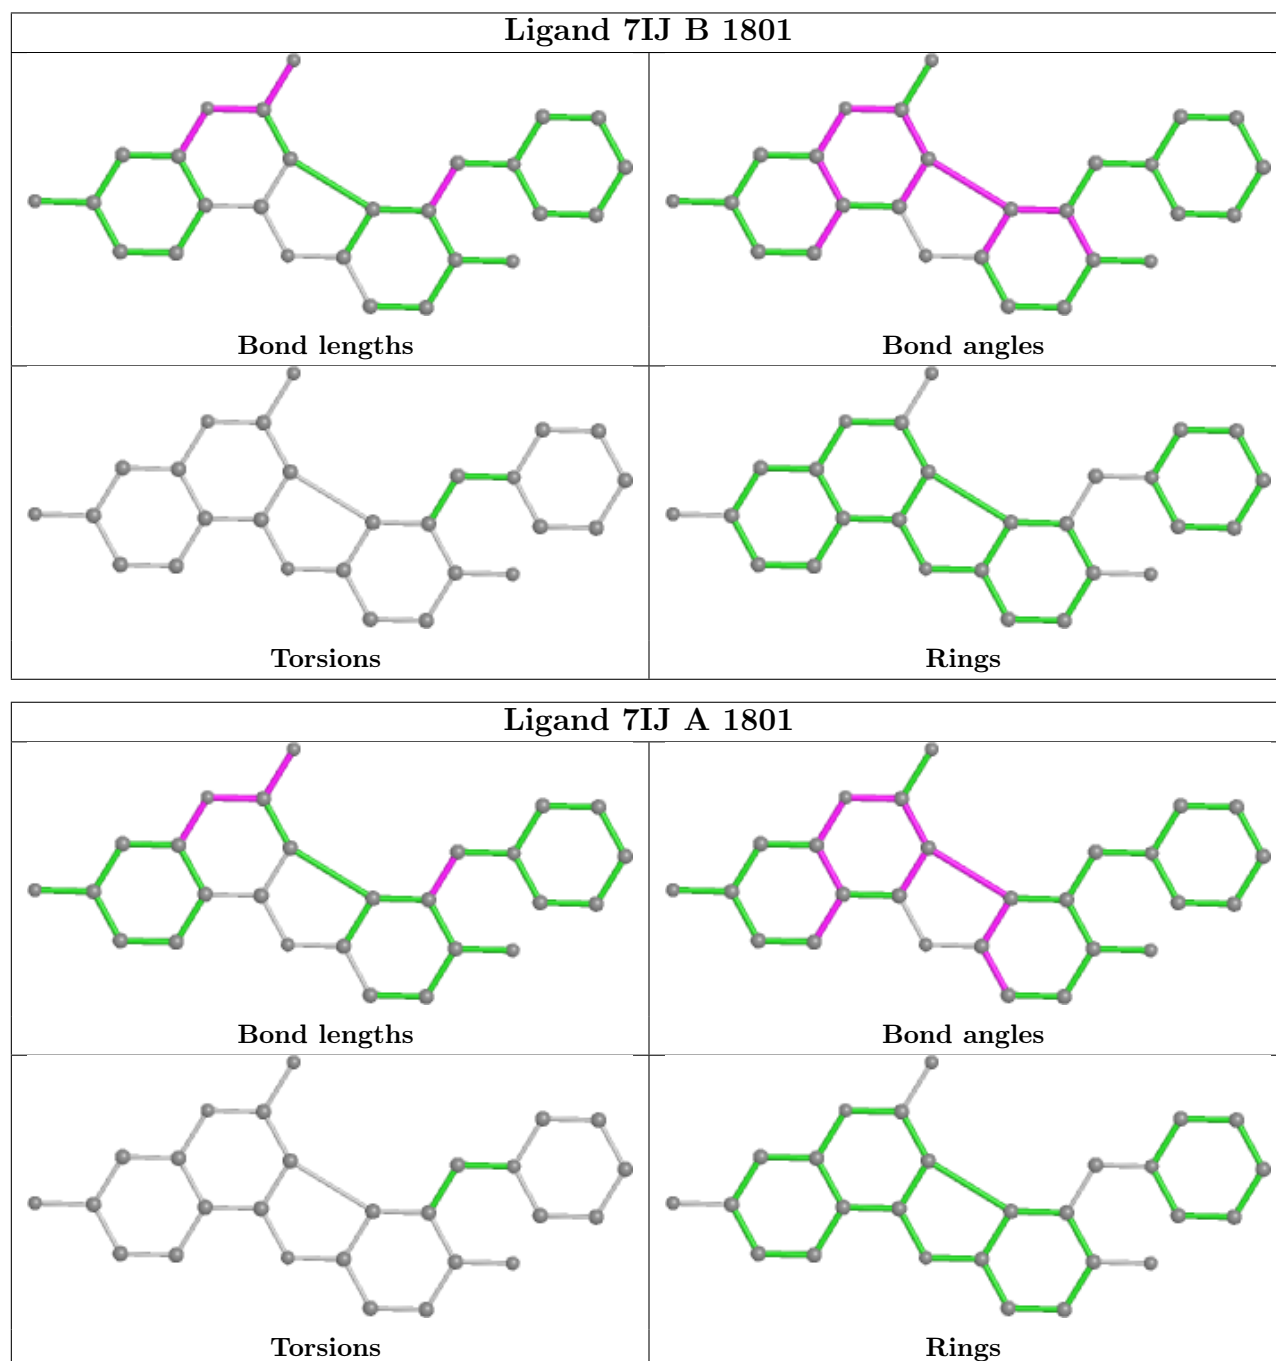 Ligand 7IJ B 1801
Bond lengths
Bond angles
Torsions
Rings
Ligand 7IJ A 1801
Bond lengths
Bond angles
Torsions
Rings